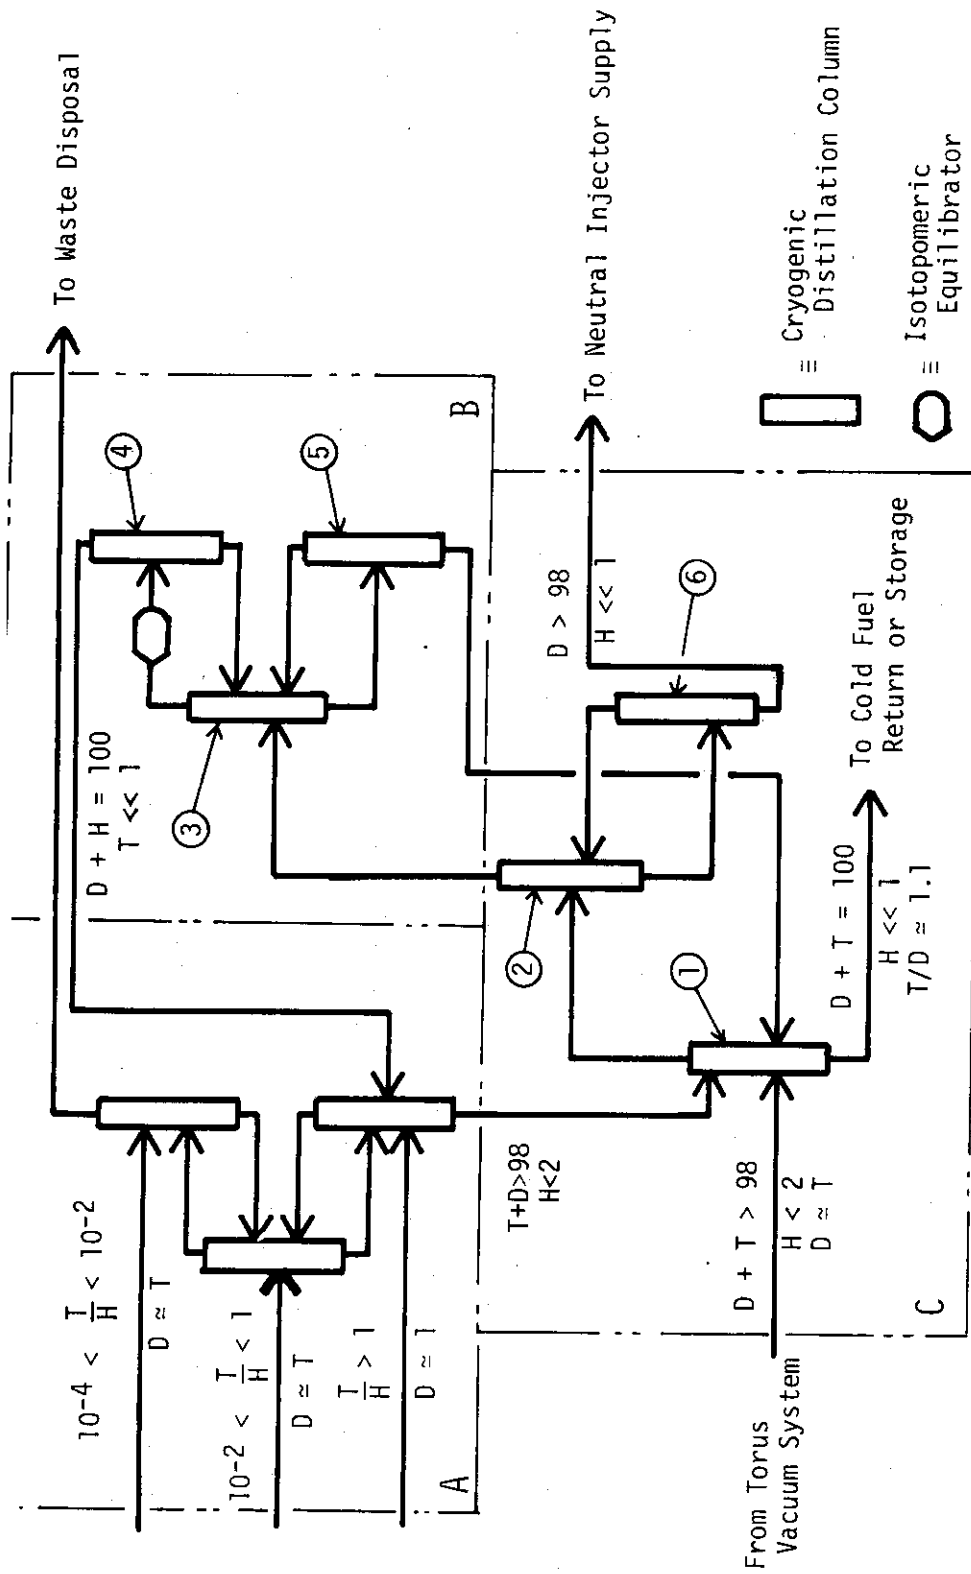 To Waste Disposal
10-4 < T/H < 10-2
D ≈ T
10-2 < T/H < 1
D ≈ T
T/H > 1
D ≈ 1
A
D + H = 100
T << 1
3
4
5
B
T+D>98
H<2
From Torus
Vacuum System
D + T > 98
H < 2
D ≈ T
C
1
2
6
D > 98
H << 1
To Neutral Injector Supply
D + T = 100
H << 1
T/D ≈ 1.1
To Cold Fuel
Return or Storage
≡ Cryogenic
Distillation Column
≡ Isotopomeric
Equilibrator